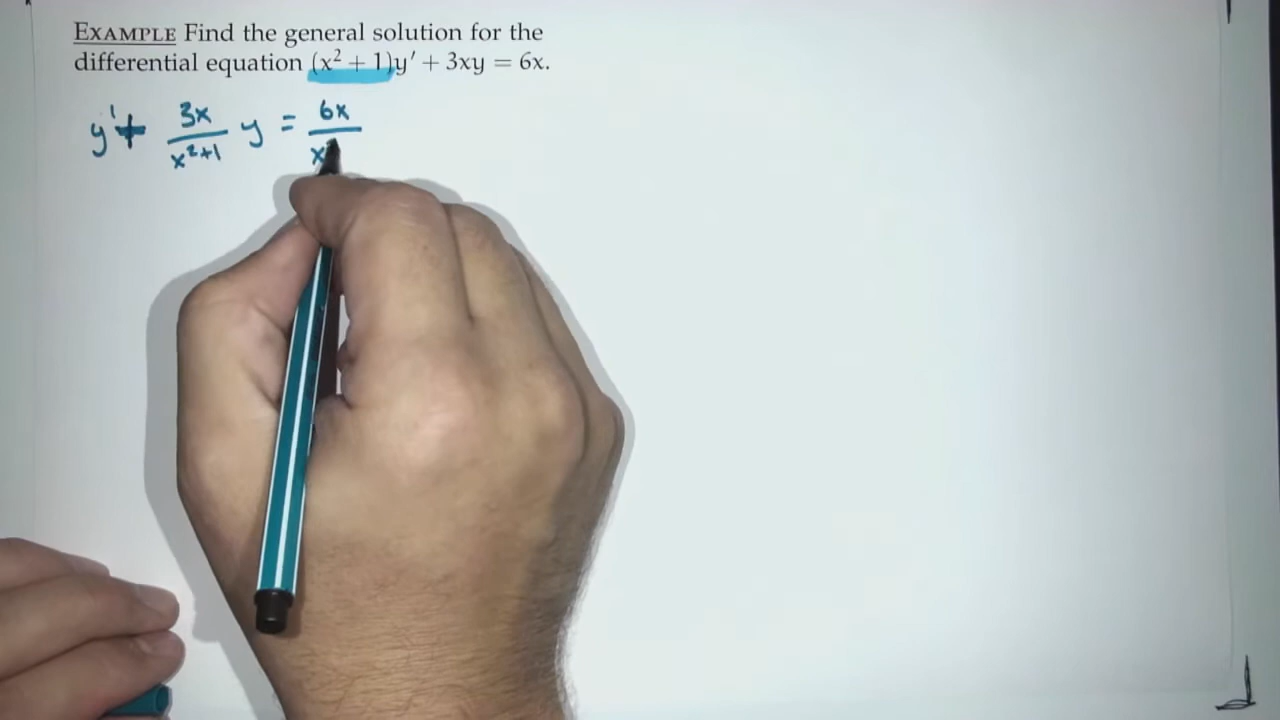 EXAMPLE Find the general solution for the
differential equation (x² + 1)y′ + 3xy = 6x.
y' + 3x/x²+1 y = 6x/x